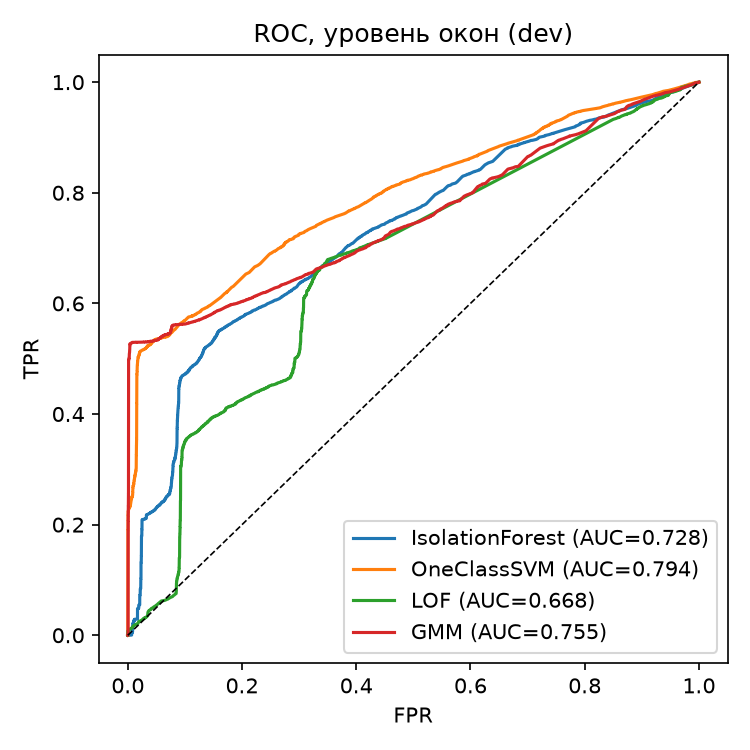 ROC, уровень окон (dev)
1.0
0.8
0.6
0.4
0.2
0.0
TPR
0.0 0.2 0.4 0.6 0.8 1.0
FPR
IsolationForest (AUC=0.728)
OneClassSVM (AUC=0.794)
LOF (AUC=0.668)
GMM (AUC=0.755)